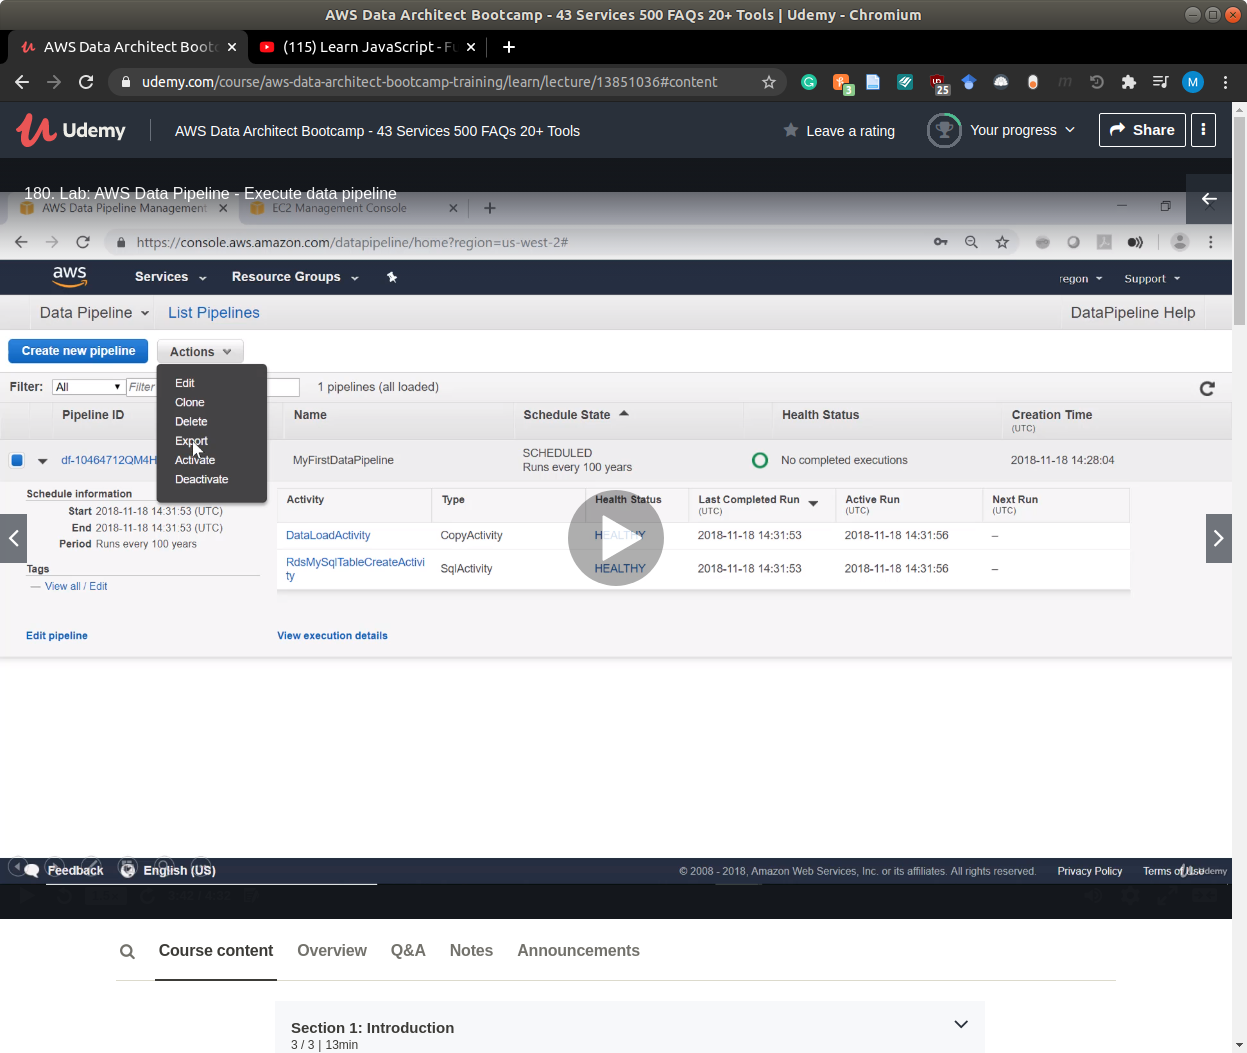 AWS Data Architect Bootcamp - 43 Services 500 FAQs 20+ Tools | Udemy - Chromium
AWS Data Architect Boot
(115) Learn JavaScript - Fu
udemy.com/course/aws-data-architect-bootcamp-training/learn/lecture/13851036#content
3
25
M
Udemy
AWS Data Architect Bootcamp - 43 Services 500 FAQs 20+ Tools
Leave a rating
Your progress
Share
180. Lab: AWS Data Pipeline - Execute data pipeline
AWS Data Pipeline Management
EC2 Management Console
https://console.aws.amazon.com/datapipeline/home?region=us-west-2#
aws
Services
Resource Groups
regon
Support
Data Pipeline
List Pipelines
DataPipeline Help
Create new pipeline
Actions
Filter:
All
Filter
1 pipelines (all loaded)
Edit
Clone
Delete
Export
Activate
Deactivate
Pipeline ID
Name
Schedule State
Health Status
Creation Time
(UTC)
df-10464712QM4H
MyFirstDataPipeline
SCHEDULED
Runs every 100 years
No completed executions
2018-11-18 14:28:04
Schedule information
Start 2018-11-18 14:31:53 (UTC)
End 2018-11-18 14:31:53 (UTC)
Period Runs every 100 years
Tags
— View all / Edit
Activity
Type
Health Status
Last Completed Run
(UTC)
Active Run
(UTC)
Next Run
(UTC)
DataLoadActivity
CopyActivity
HEALTHY
2018-11-18 14:31:53
2018-11-18 14:31:56
–
RdsMySqlTableCreateActivi
ty
SqlActivity
HEALTHY
2018-11-18 14:31:53
2018-11-18 14:31:56
–
Edit pipeline
View execution details
Feedback
English (US)
© 2008 - 2018, Amazon Web Services, Inc. or its affiliates. All rights reserved.
Privacy Policy
Terms of Use
Udemy
Course content
Overview
Q&A
Notes
Announcements
Section 1: Introduction
3 / 3 | 13min